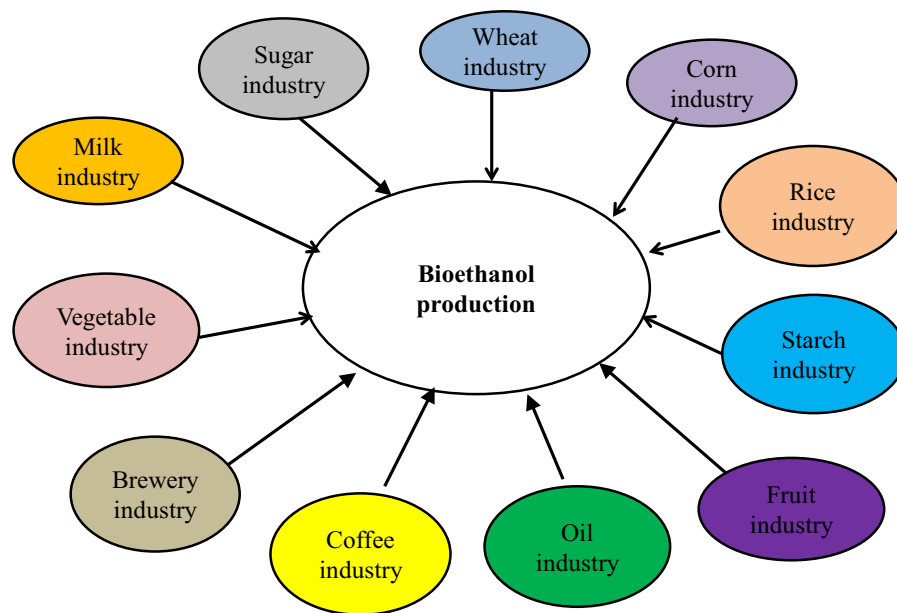 Sugar
industry
Wheat
industry
Corn
industry
Milk
industry
Rice
industry
Bioethanol
production
Vegetable
industry
Starch
industry
Brewery
industry
Coffee
industry
Oil
industry
Fruit
industry